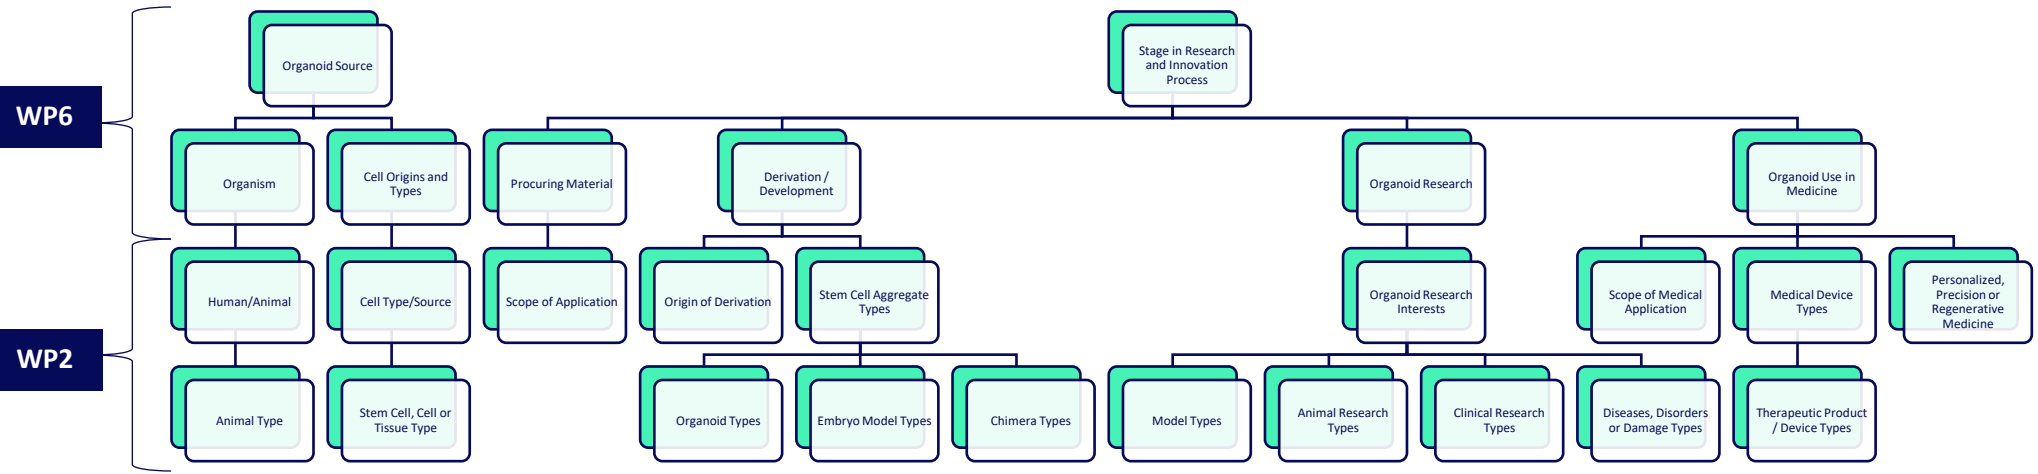 WP6
WP2
Organoid Source
Stage in Research
and Innovation
Process
Organism
Cell Origins and
Types
Procuring Material
Derivation /
Development
Organoid Research
Organoid Use in
Medicine
Human/Animal
Cell Type/Source
Scope of Application
Origin of Derivation
Stem Cell Aggregate
Types
Organoid Research
Interests
Scope of Medical
Application
Medical Device
Types
Personalized,
Precision or
Regenerative
Medicine
Animal Type
Stem Cell, Cell or
Tissue Type
Organoid Types
Embryo Model Types
Chimera Types
Model Types
Animal Research
Types
Clinical Research
Types
Diseases, Disorders
or Damage Types
Therapeutic Product
/ Device Types